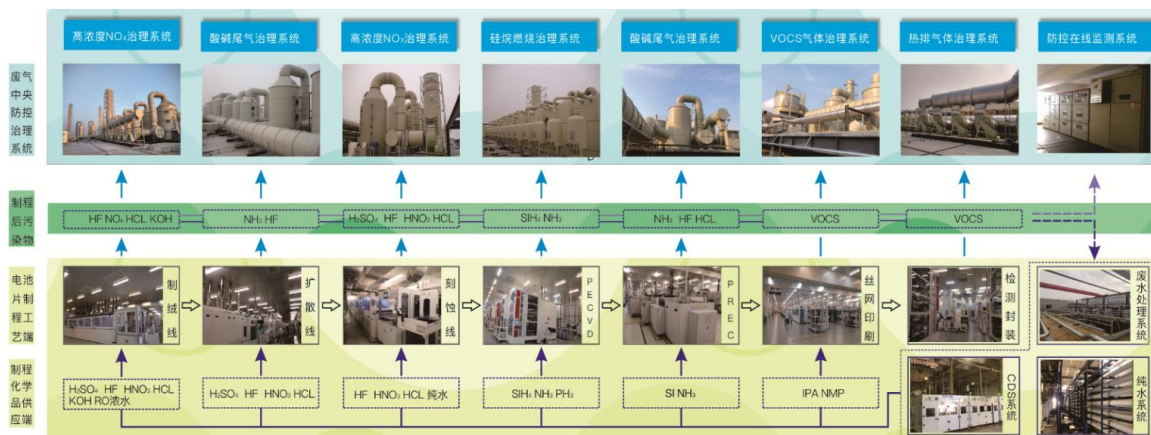 高浓度NOx治理系统
酸碱尾气治理系统
高浓度NOx治理系统
硅烷燃烧治理系统
酸碱尾气治理系统
VOCS气体治理系统
热排气体治理系统
防控在线监测系统
废气
中央
防控
治理
系统
制程
后污
染物
HF NOx HCL KOH
NH₃ HF
H₂SO₄ HF HNO₃ HCL
SIH₄ NH₃
NH₃ HF HCL
VOCS
VOCS
电池
片制
程工
艺端
制绒线
扩散线
刻蚀线
PECVD
PREC
丝网印刷
检测封装
废水处理系统
制程
化学
品供
应端
H₂SO₄ HF HNO₃ HCL
KOH RO浓水
H₂SO₄ HF HNO₃ HCL
HF HNO₃ HCL 纯水
SIH₄ NH₃ PH₃
SI NH₃
IPA NMP
CDS系统
纯水系统